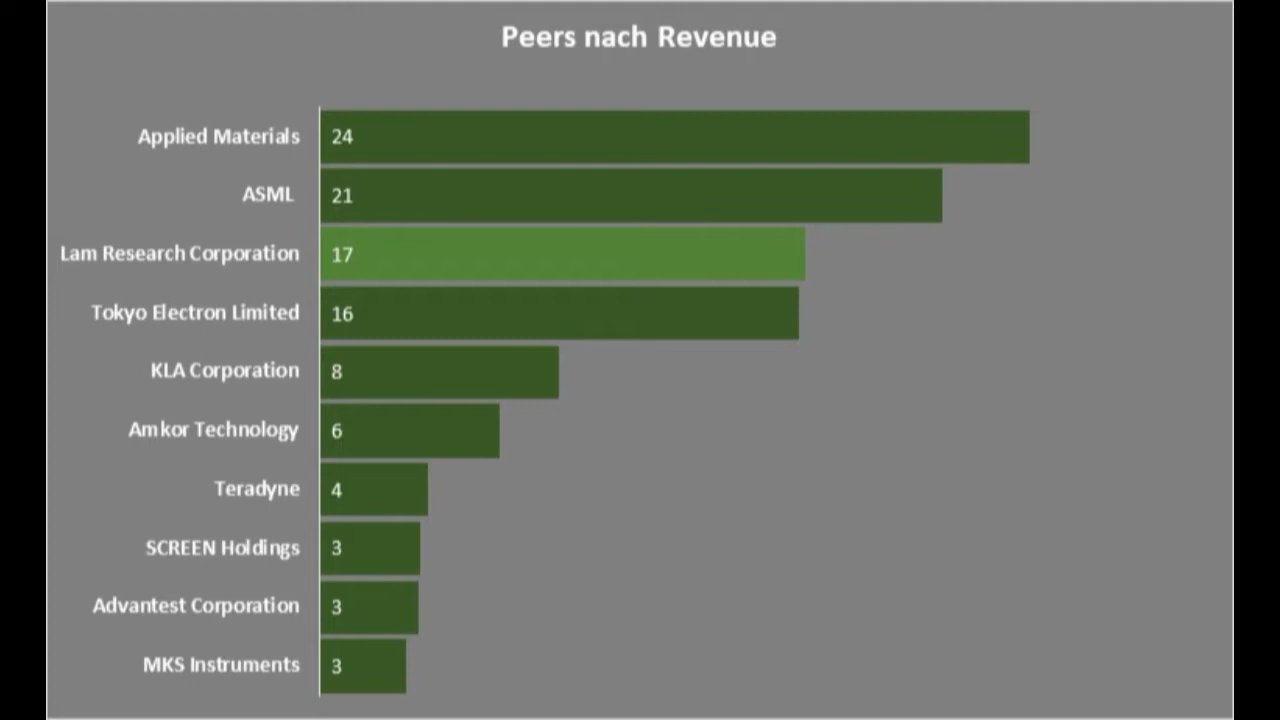 Peers nach Revenue
Applied Materials 24
ASML 21
Lam Research Corporation 17
Tokyo Electron Limited 16
KLA Corporation 8
Amkor Technology 6
Teradyne 4
SCREEN Holdings 3
Advantest Corporation 3
MKS Instruments 3